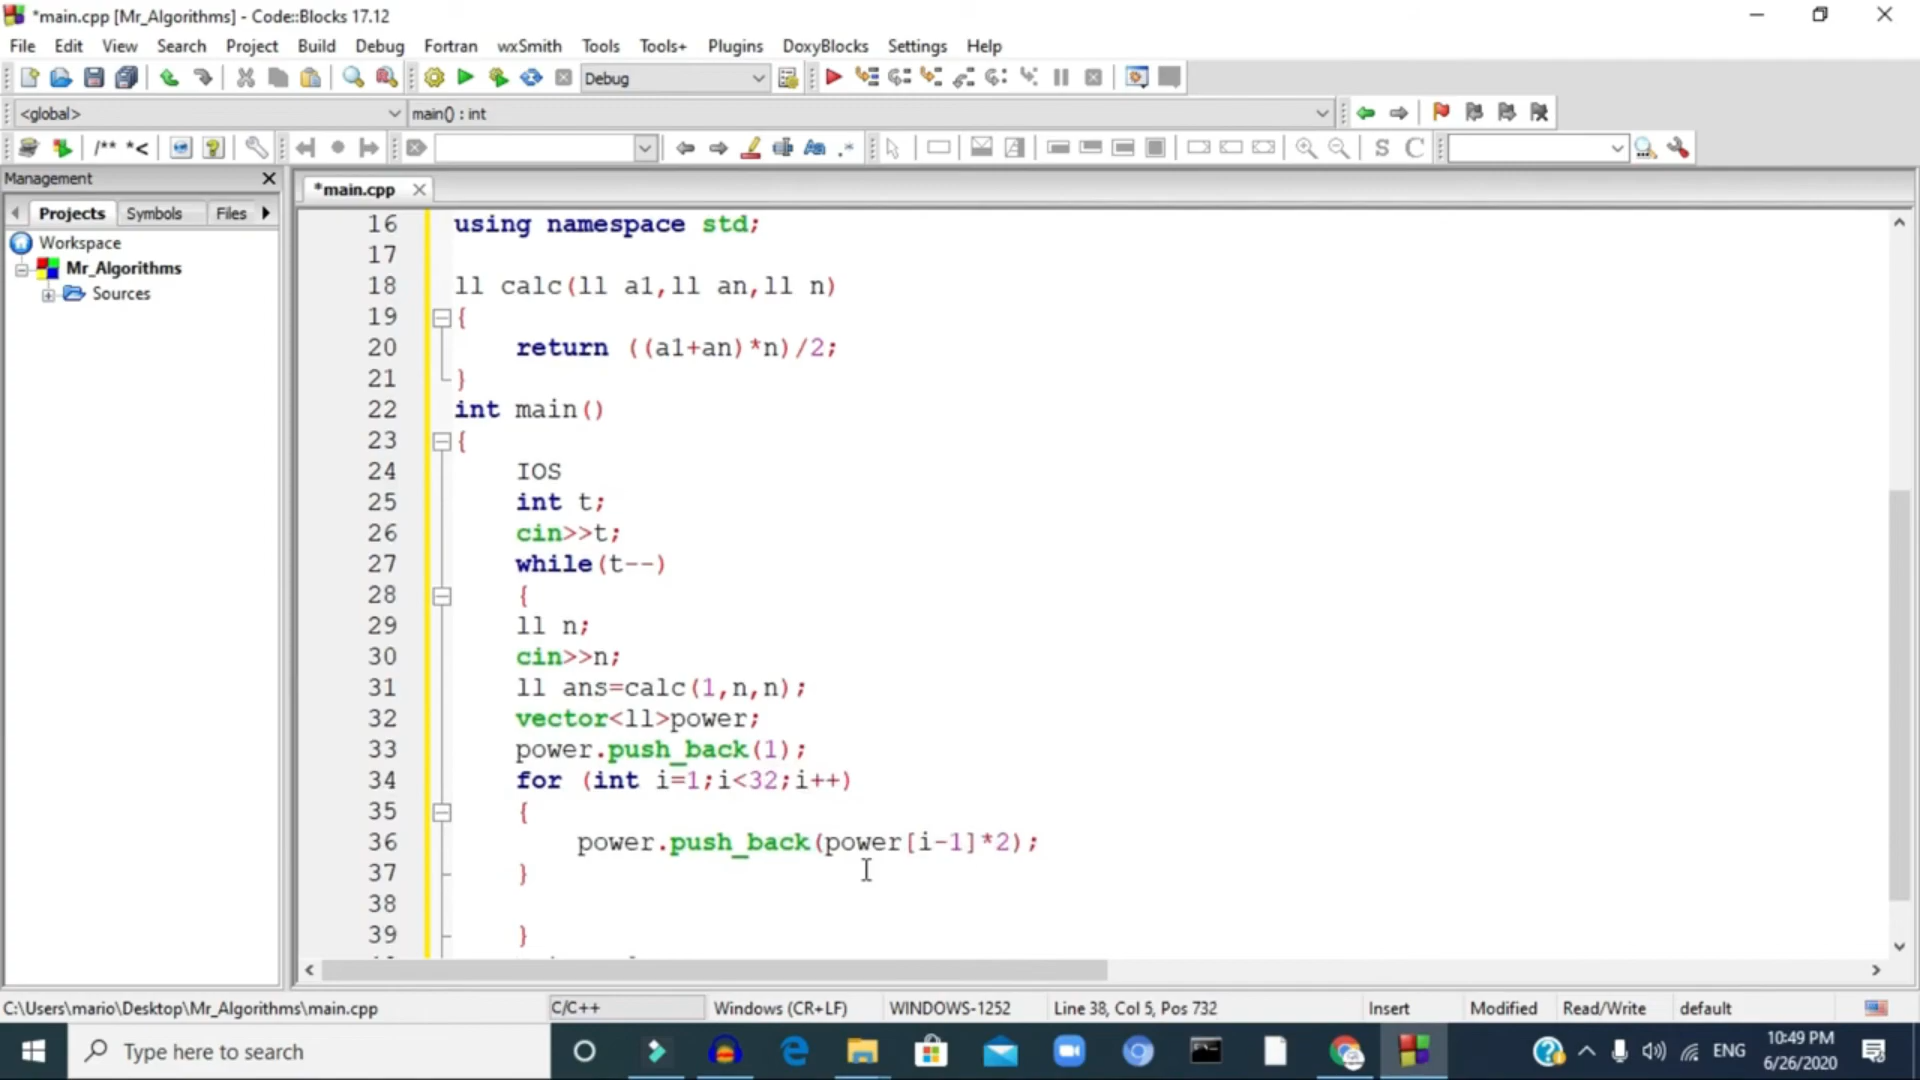 *main.cpp [Mr_Algorithms] - Code::Blocks 17.12
File Edit View Search Project Build Debug Fortran wxSmith Tools Tools+ Plugins DoxyBlocks Settings Help
Debug
<global> main() : int
/** *< Aa .* S C
Management
Projects Symbols Files
Workspace
Mr_Algorithms
Sources
*main.cpp
16 using namespace std;
17
18 ll calc(ll a1,ll an,ll n)
19 {
20 return ((a1+an)*n)/2;
21 }
22 int main()
23 {
24 IOS
25 int t;
26 cin>>t;
27 while(t--)
28 {
29 ll n;
30 cin>>n;
31 ll ans=calc(1,n,n);
32 vector<ll>power;
33 power.push_back(1);
34 for (int i=1;i<32;i++)
35 {
36 power.push_back(power[i-1]*2);
37 }
38
39 }
C:\Users\mario\Desktop\Mr_Algorithms\main.cpp C/C++ Windows (CR+LF) WINDOWS-1252 Line 38, Col 5, Pos 732 Insert Modified Read/Write default
Type here to search
ENG
10:49 PM
6/26/2020